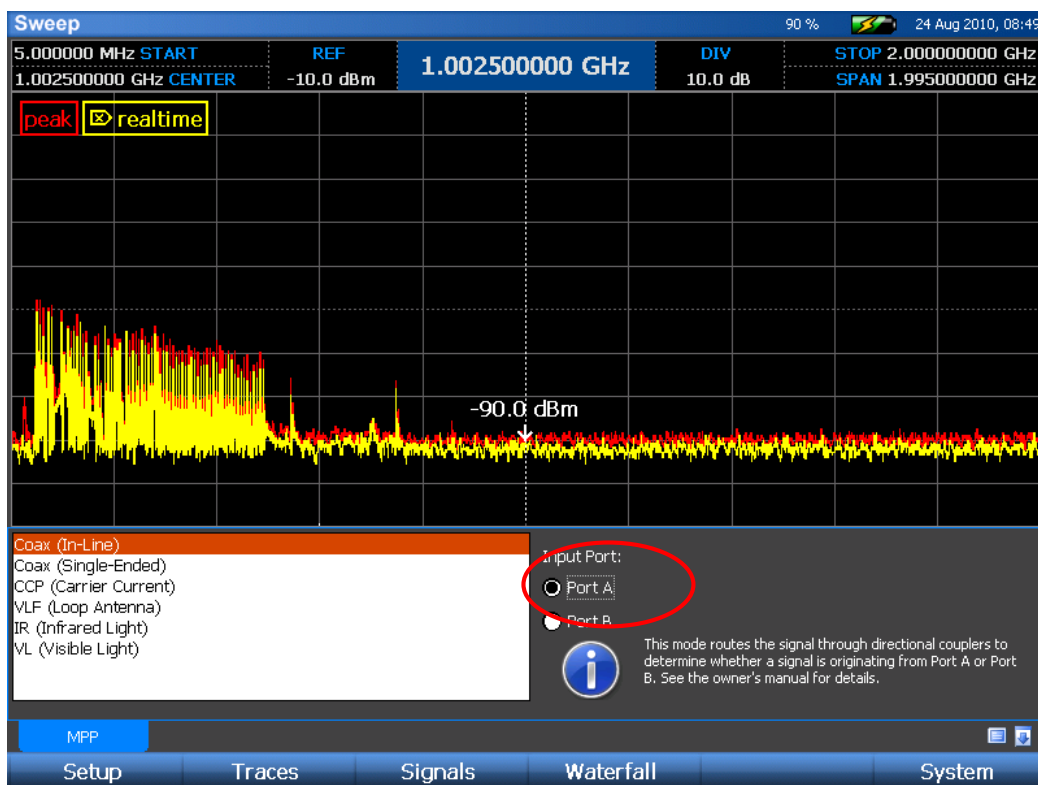 Sweep 90 % 24 Aug 2010, 08:49
5.000000 MHz START REF 1.002500000 GHz DIV STOP 2.000000000 GHz
1.002500000 GHz CENTER -10.0 dBm 10.0 dB SPAN 1.995000000 GHz
peak realtime
-90.0 dBm
Coax (In-Line)
Coax (Single-Ended)
CCP (Carrier Current)
VLF (Loop Antenna)
IR (Infrared Light)
VL (Visible Light)
Input Port:
Port A
Port B
This mode routes the signal through directional couplers to
determine whether a signal is originating from Port A or Port
B. See the owner's manual for details.
MPP
Setup Traces Signals Waterfall System